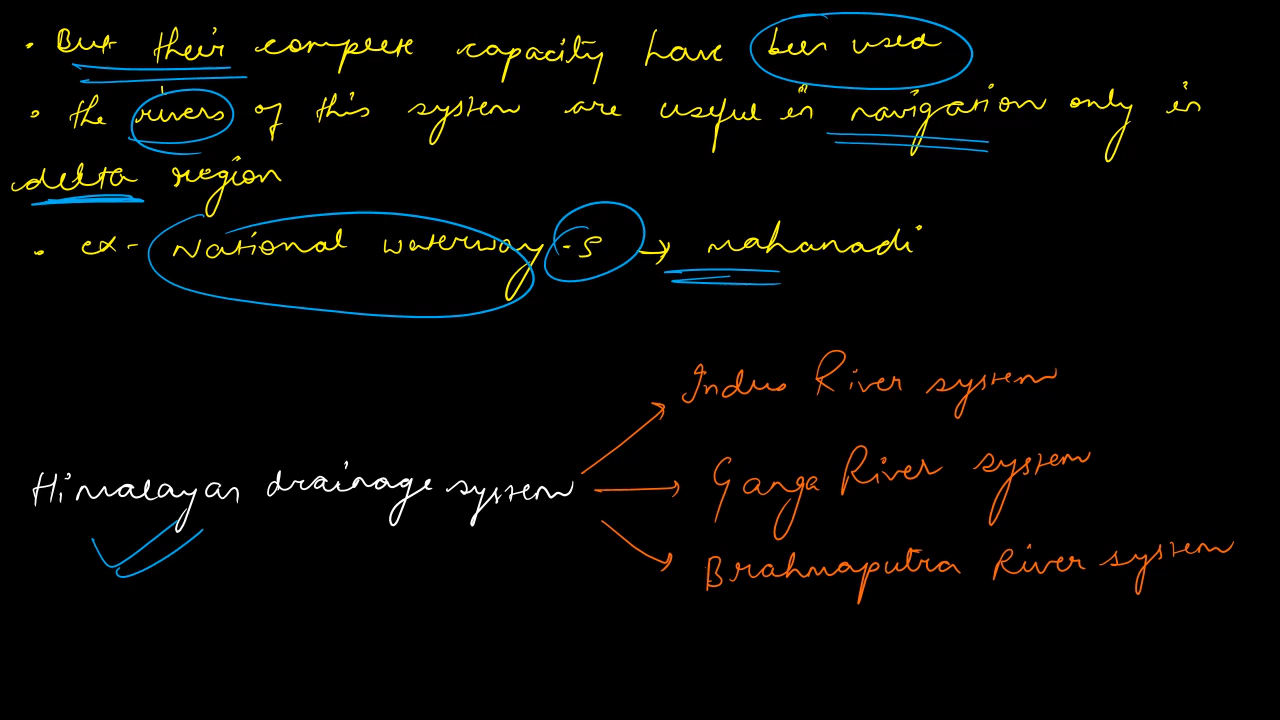 • But their complete capacity have been used
• the rivers of this system are useful in navigation only in
delta region
• ex- National waterway -5 → mahanadi
Indus River system
Himalayan drainage system
Ganga River system
Brahmaputra River system